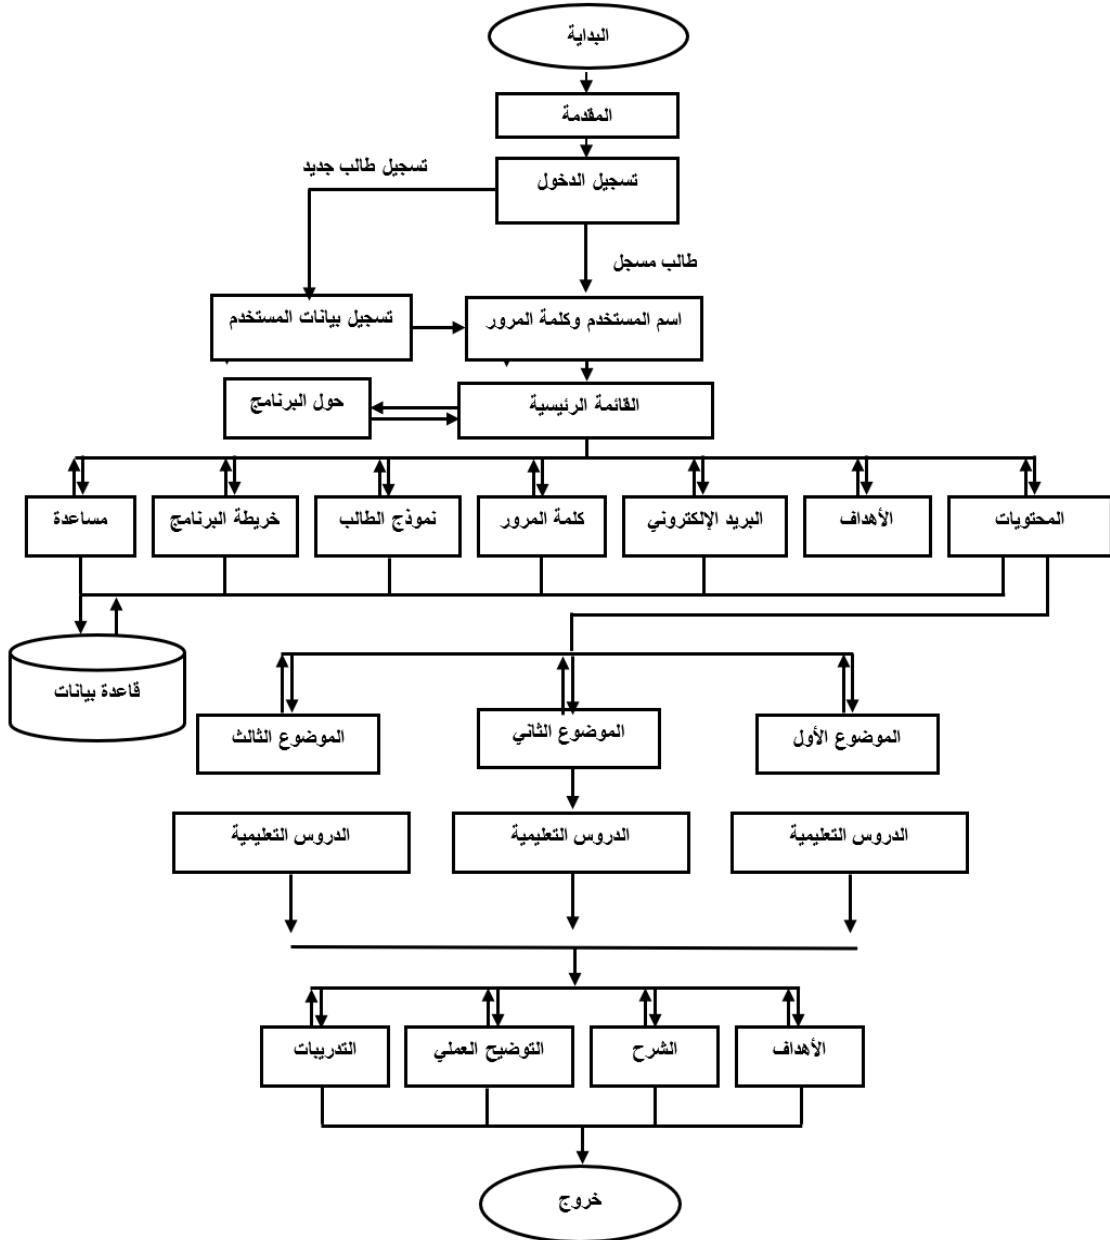 البداية
المقدمة
تسجيل الدخول
تسجيل طالب جديد
طالب مسجل
اسم المستخدم وكلمة المرور
تسجيل بيانات المستخدم
القائمة الرئيسية
حول البرنامج
المحتويات
الأهداف
البريد الإلكتروني
كلمة المرور
نموذج الطالب
خريطة البرنامج
مساعدة
قاعدة بيانات
الموضوع الأول
الموضوع الثاني
الموضوع الثالث
الدروس التعليمية
الدروس التعليمية
الدروس التعليمية
الأهداف
الشرح
التوضيح العملي
التدريبات
خروج